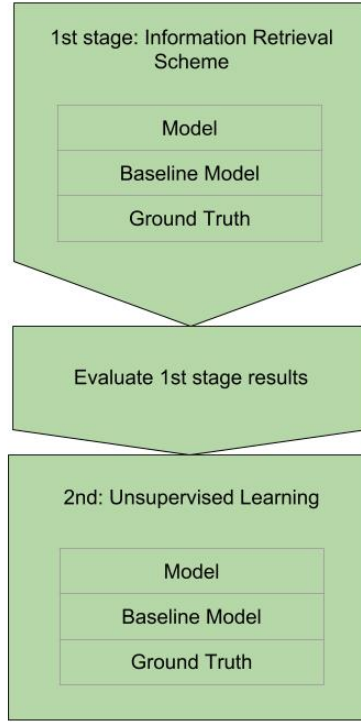 1st stage: Information Retrieval
Scheme
Model
Baseline Model
Ground Truth
Evaluate 1st stage results
2nd: Unsupervised Learning
Model
Baseline Model
Ground Truth